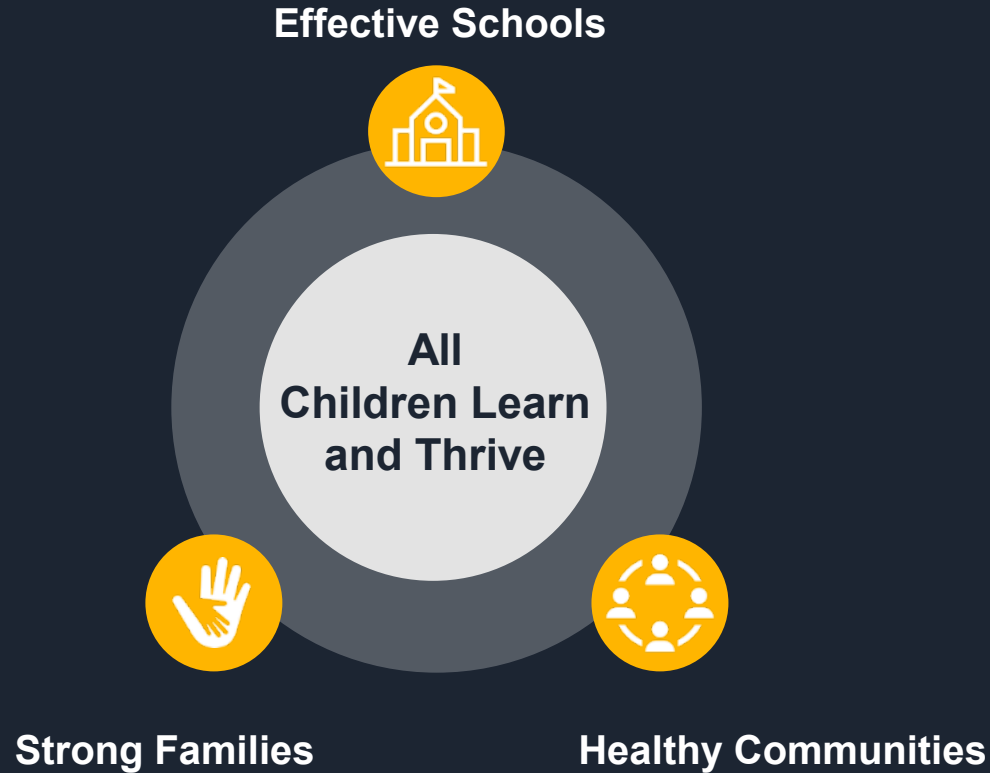 Effective Schools
All
Children Learn
and Thrive
Strong Families
Healthy Communities